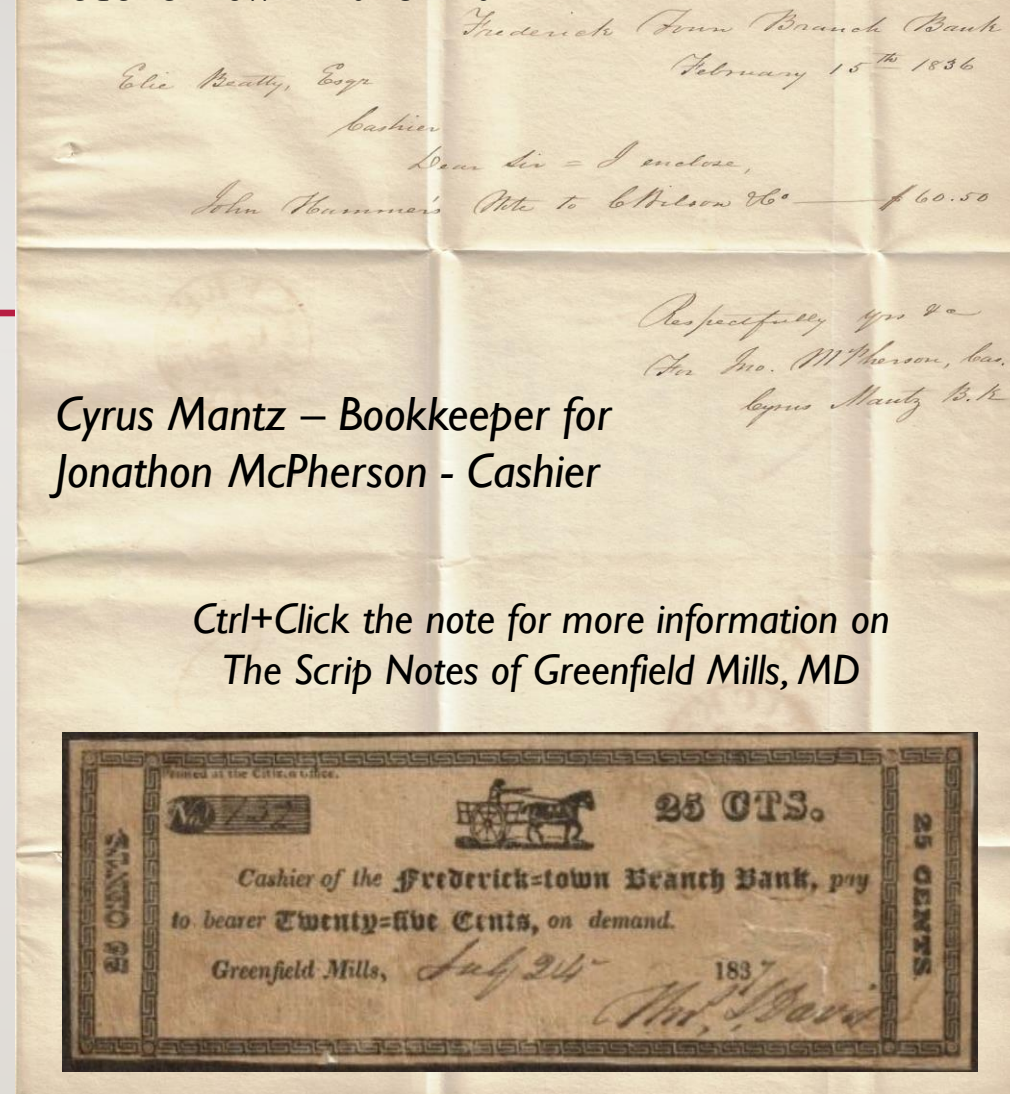 Frederick Town Branch Bank
February 15th 1836
Elie Beatty, Esqr
Cashier
Dear Sir = I enclose,
John Hammer's Note to C Wilson & Co — $60.50
Respectfully yrs &c
For Jno. McPherson, Cas.
Cyrus Mantz B.K
Cyrus Mantz – Bookkeeper for
Jonathon McPherson - Cashier
Ctrl+Click the note for more information on
The Scrip Notes of Greenfield Mills, MD
Printed at the Citizen Office.
No 132
25 CTS.
25 CENTS
Cashier of the Frederick=town Branch Bank, pay
to bearer Twenty=five Cents, on demand.
Greenfield Mills, July 24 1837
Davis
25 CENTS